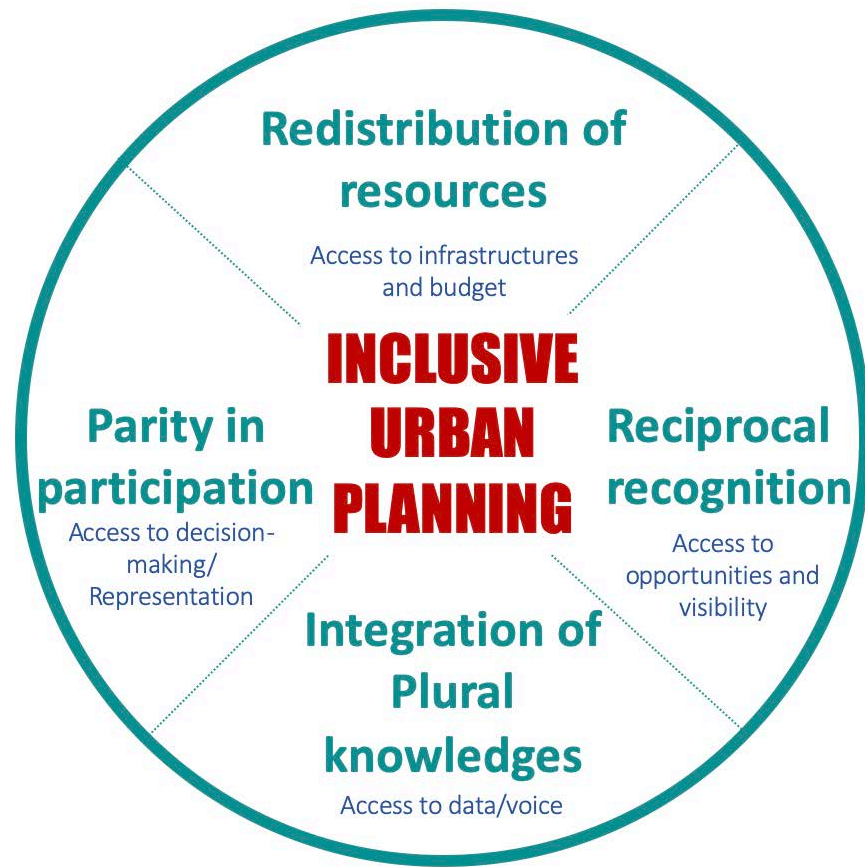 Redistribution of
resources
Access to infrastructures
and budget
INCLUSIVE
URBAN
PLANNING
Parity in
participation
Access to decision-
making/
Representation
Reciprocal
recognition
Access to
opportunities and
visibility
Integration of
Plural
knowledges
Access to data/voice